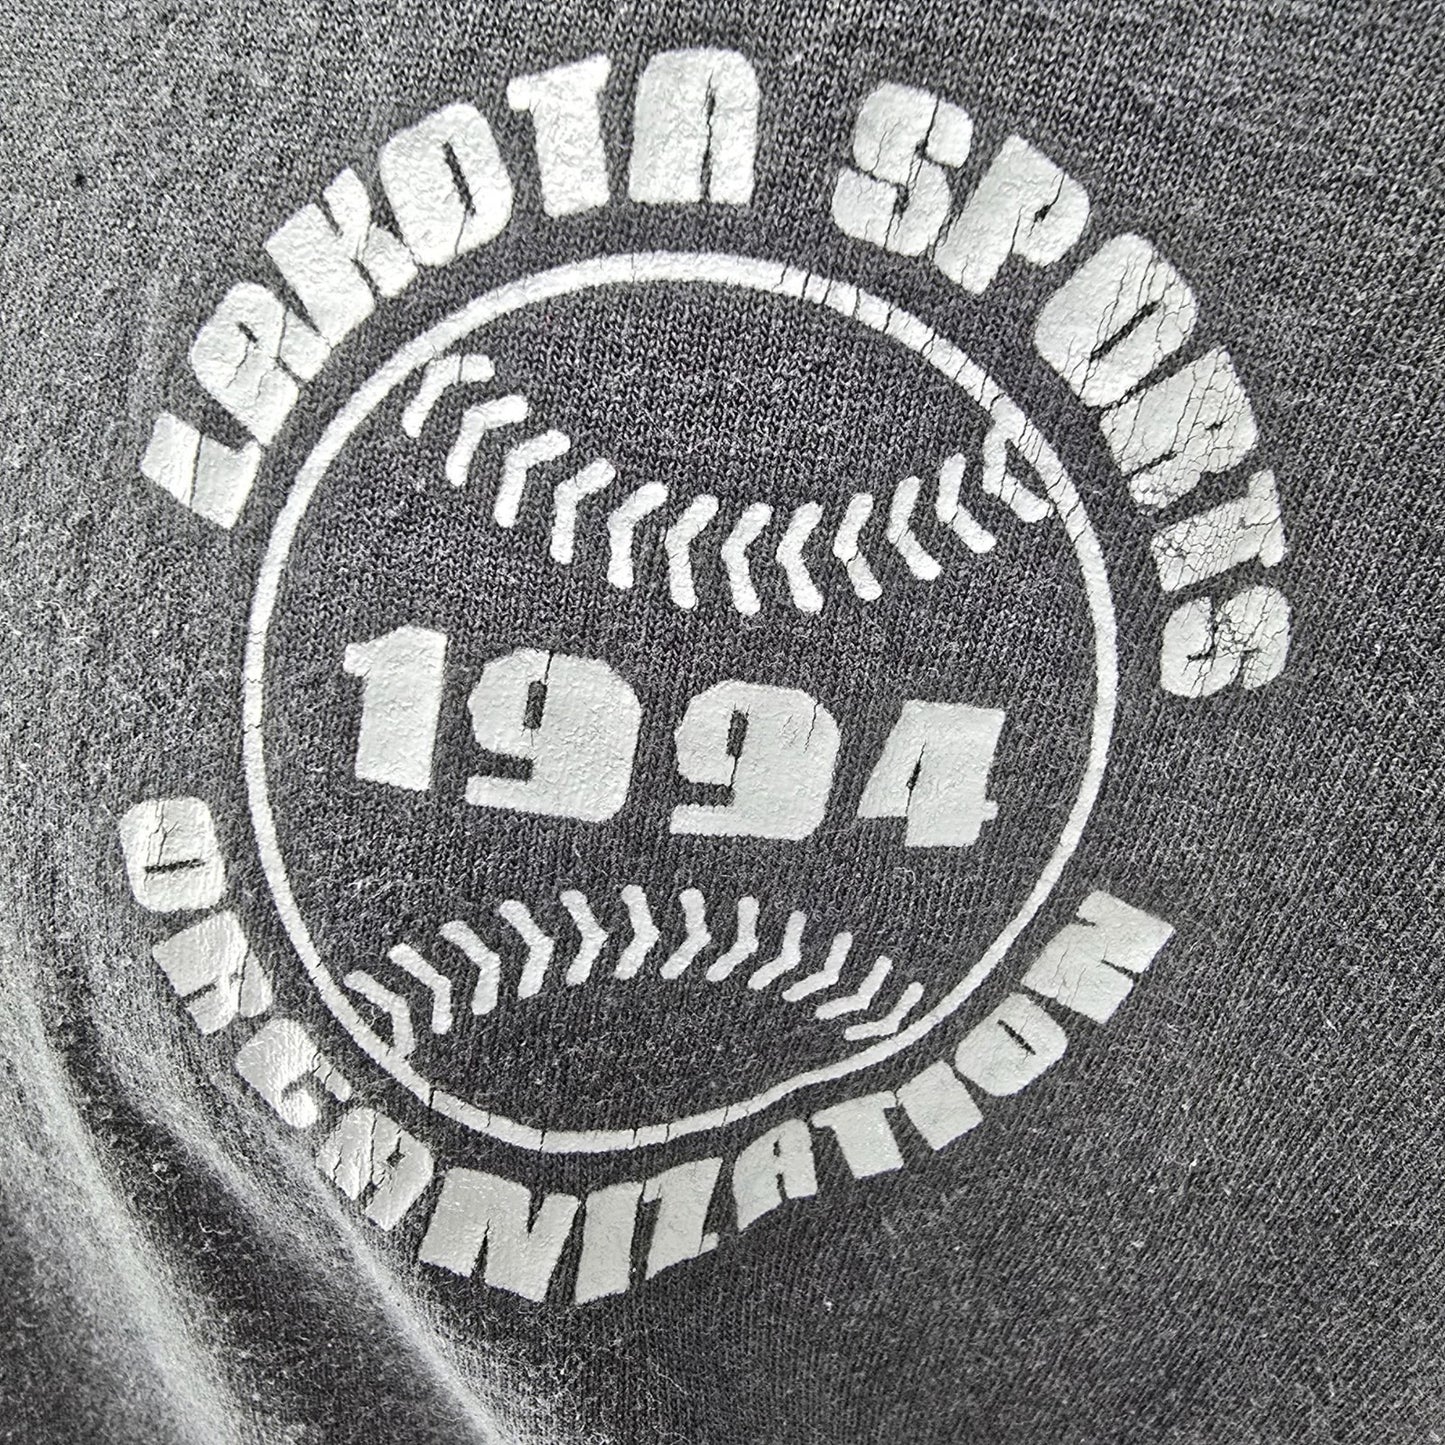 LAKOTA SPORTS
1994
ORGANIZATION